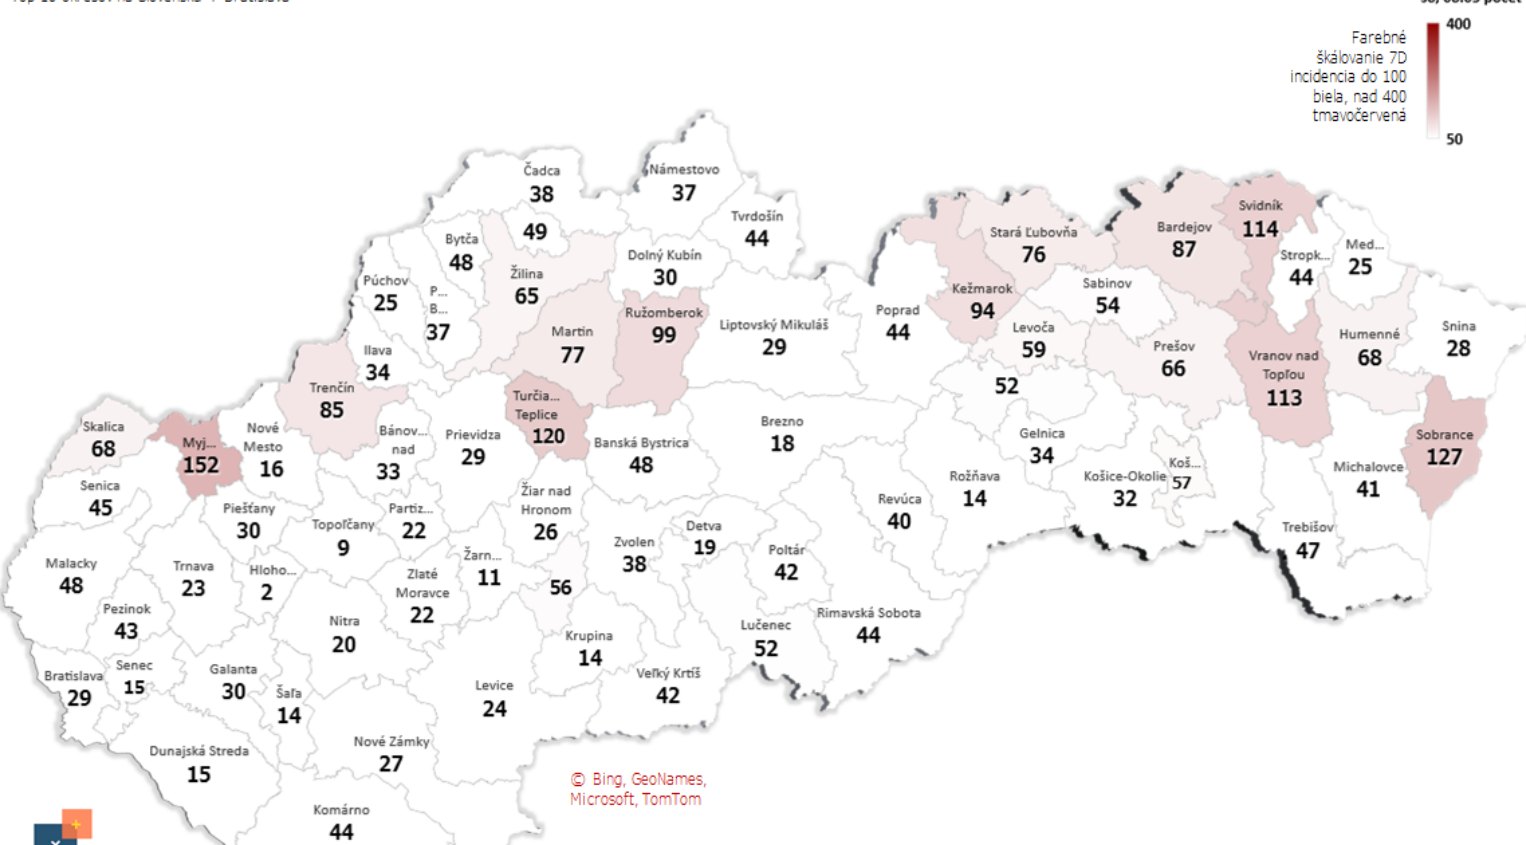 Top 10 okresov na Slovensku + Bratislava
400
Farebné
škálovanie 7D
incidencia do 100
biela, nad 400
tmavočervená
50
Čadca
38
Námestovo
37
Tvrdošín
44
49
Bytča
48
Dolný Kubín
30
Žilina
65
Púchov
25
P...
B...
37
Ružomberok
99
Martin
77
Liptovský Mikuláš
29
Ilava
34
Trenčín
85
Poprad
44
Kežmarok
94
Stará Ľubovňa
76
Bardejov
87
Svidník
114
Stropk...
44
Med...
25
Sabinov
54
Levoča
59
Prešov
66
Vranov nad
Topľou
113
Humenné
68
Snina
28
52
Skalica
68
Myj...
152
Nové
Mesto
16
Bánov...
nad
33
Prievidza
29
Turčia...
Teplice
120
Banská Bystrica
48
Brezno
18
Gelnica
34
Rožňava
14
Košice-Okolie
32
Koš...
57
Michalovce
41
Sobrance
127
Senica
45
Piešťany
30
Topoľčany
9
Partiz...
22
Žiar nad
Hronom
26
Revúca
40
Trebišov
47
Malacky
48
Trnava
23
Hloho...
2
Zlaté
Moravce
22
Žarn...
11
56
Zvolen
38
Detva
19
Poltár
42
Pezinok
43
Nitra
20
Krupina
14
Lučenec
52
Rimavská Sobota
44
Bratislava
29
Senec
15
Galanta
30
Šaľa
14
Levice
24
Veľký Krtíš
42
Dunajská Streda
15
Nové Zámky
27
Komárno
44
© Bing, GeoNames,
Microsoft, TomTom